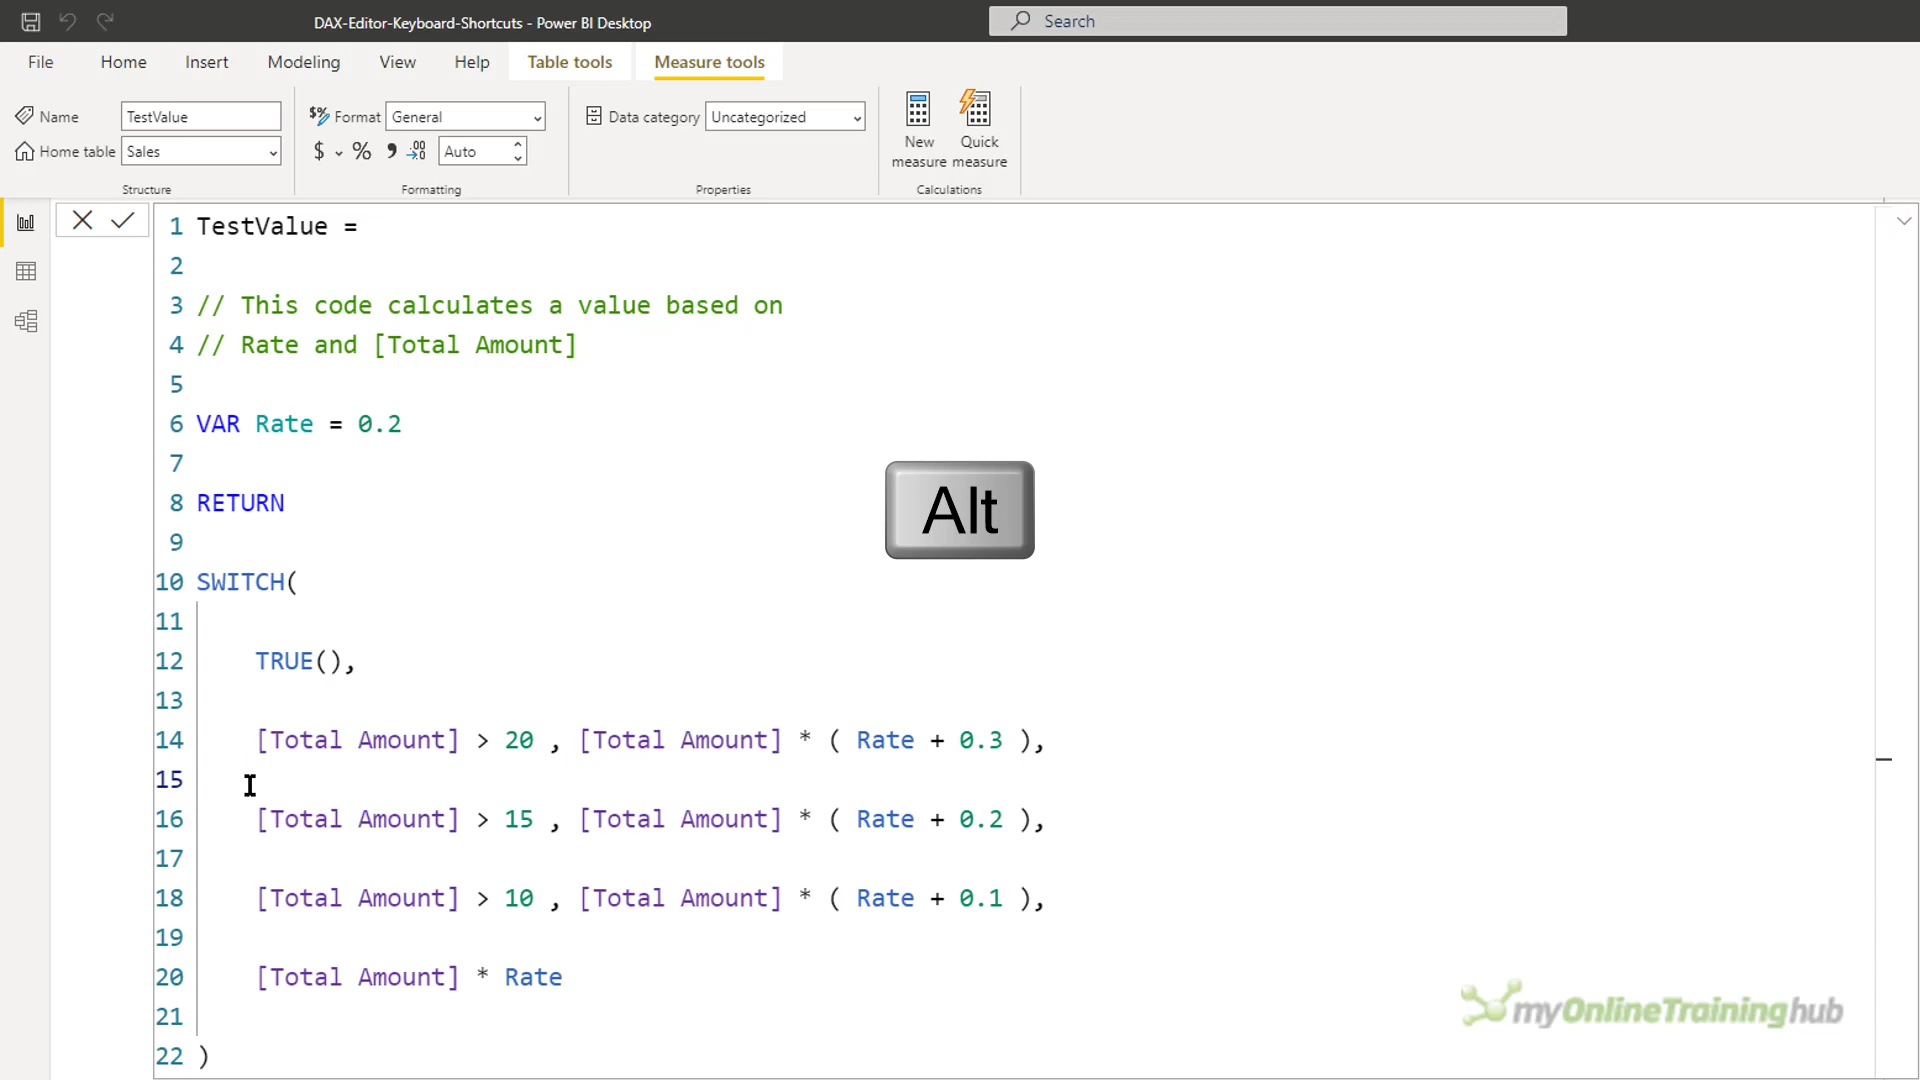 DAX-Editor-Keyboard-Shortcuts - Power BI Desktop
Search
File Home Insert Modeling View Help Table tools Measure tools
Name TestValue
Format General
Data category Uncategorized
Home table Sales
$ % , .00 Auto
New measure
Quick measure
Structure Formatting Properties Calculations
1 TestValue =
2
3 // This code calculates a value based on
4 // Rate and [Total Amount]
5
6 VAR Rate = 0.2
7
8 RETURN
9
10 SWITCH(
11
12 TRUE(),
13
14 [Total Amount] > 20 , [Total Amount] * ( Rate + 0.3 ),
15
16 [Total Amount] > 15 , [Total Amount] * ( Rate + 0.2 ),
17
18 [Total Amount] > 10 , [Total Amount] * ( Rate + 0.1 ),
19
20 [Total Amount] * Rate
21
22 )
Alt
myOnlineTraininghub